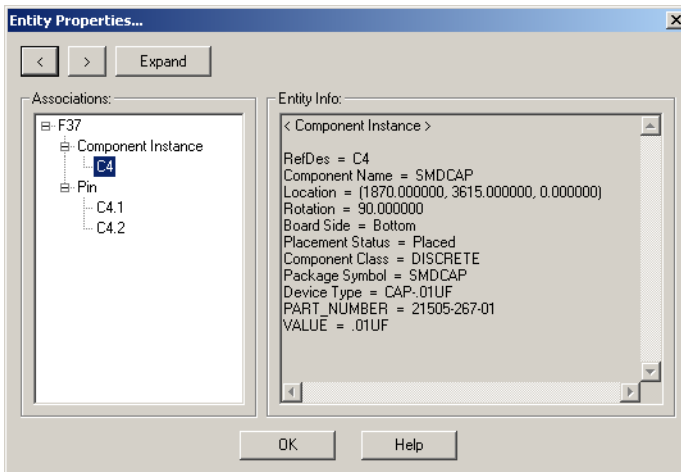 Entity Properties...
< > Expand
Associations:
F37
Component Instance
C4
Pin
C4.1
C4.2
Entity Info:
< Component Instance >
RefDes = C4
Component Name = SMDCAP
Location = (1870.000000, 3615.000000, 0.000000)
Rotation = 90.000000
Board Side = Bottom
Placement Status = Placed
Component Class = DISCRETE
Package Symbol = SMDCAP
Device Type = CAP-.01UF
PART_NUMBER = 21505-267-01
VALUE = .01UF
OK Help